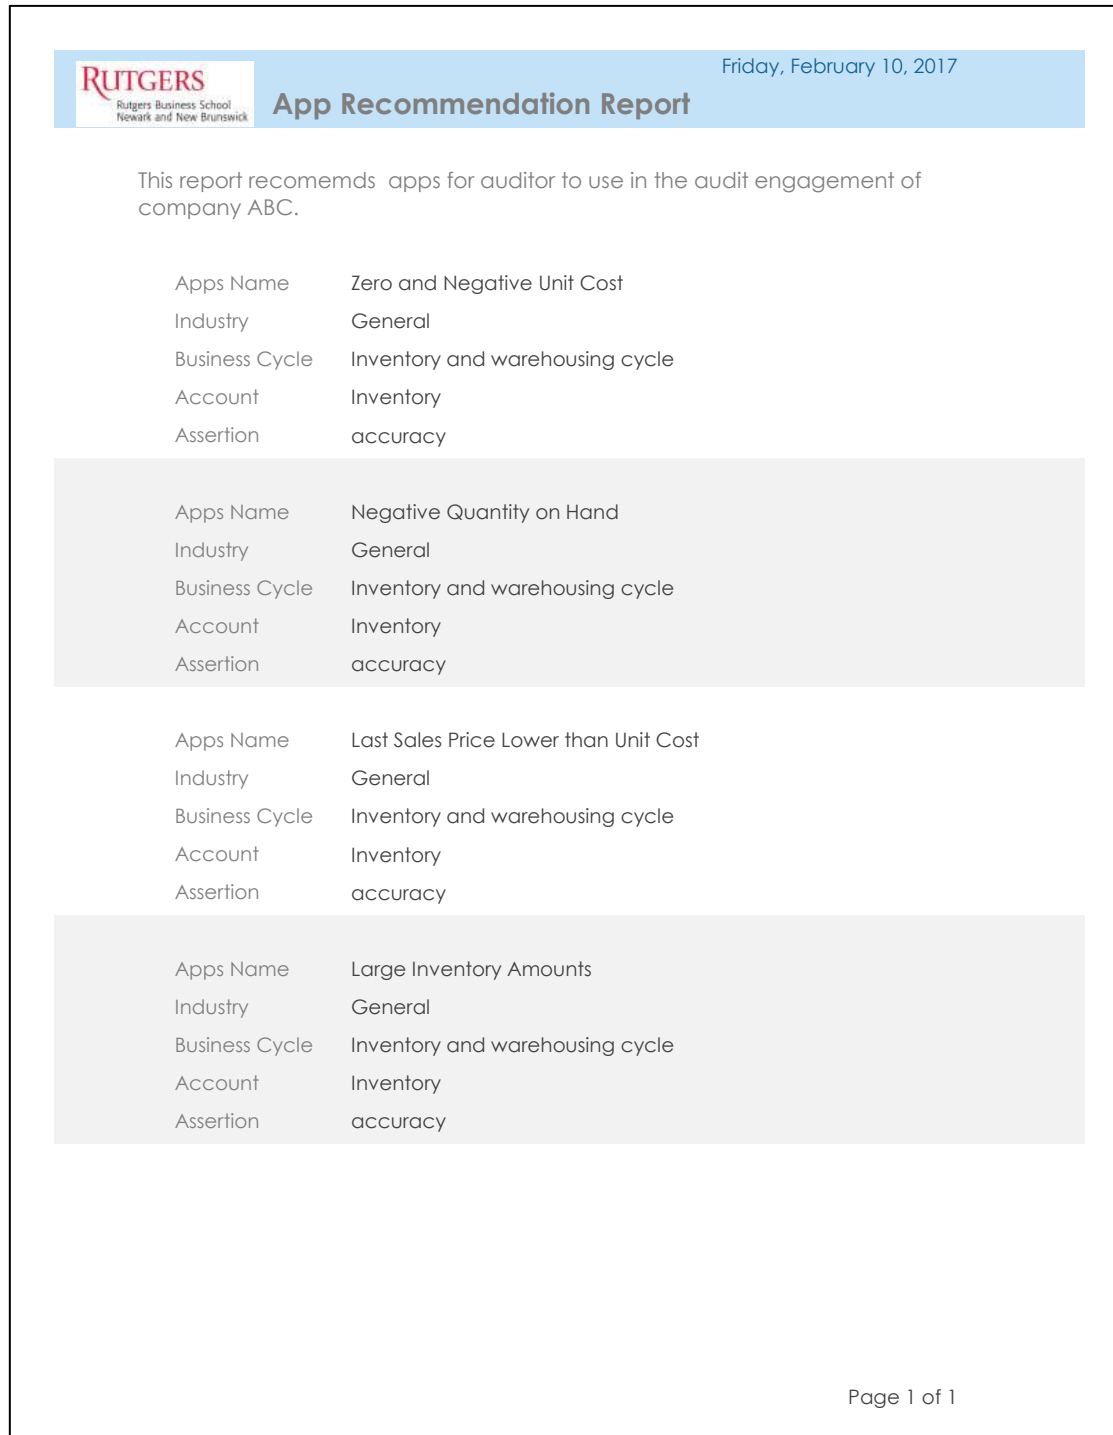 Friday, February 10, 2017
RUTGERS
Rutgers Business School
Newark and New Brunswick
App Recommendation Report
This report recomemds  apps for auditor to use in the audit engagement of
company ABC.
Apps Name Zero and Negative Unit Cost
Industry General
Business Cycle Inventory and warehousing cycle
Account Inventory
Assertion accuracy
Apps Name Negative Quantity on Hand
Industry General
Business Cycle Inventory and warehousing cycle
Account Inventory
Assertion accuracy
Apps Name Last Sales Price Lower than Unit Cost
Industry General
Business Cycle Inventory and warehousing cycle
Account Inventory
Assertion accuracy
Apps Name Large Inventory Amounts
Industry General
Business Cycle Inventory and warehousing cycle
Account Inventory
Assertion accuracy
Page 1 of 1